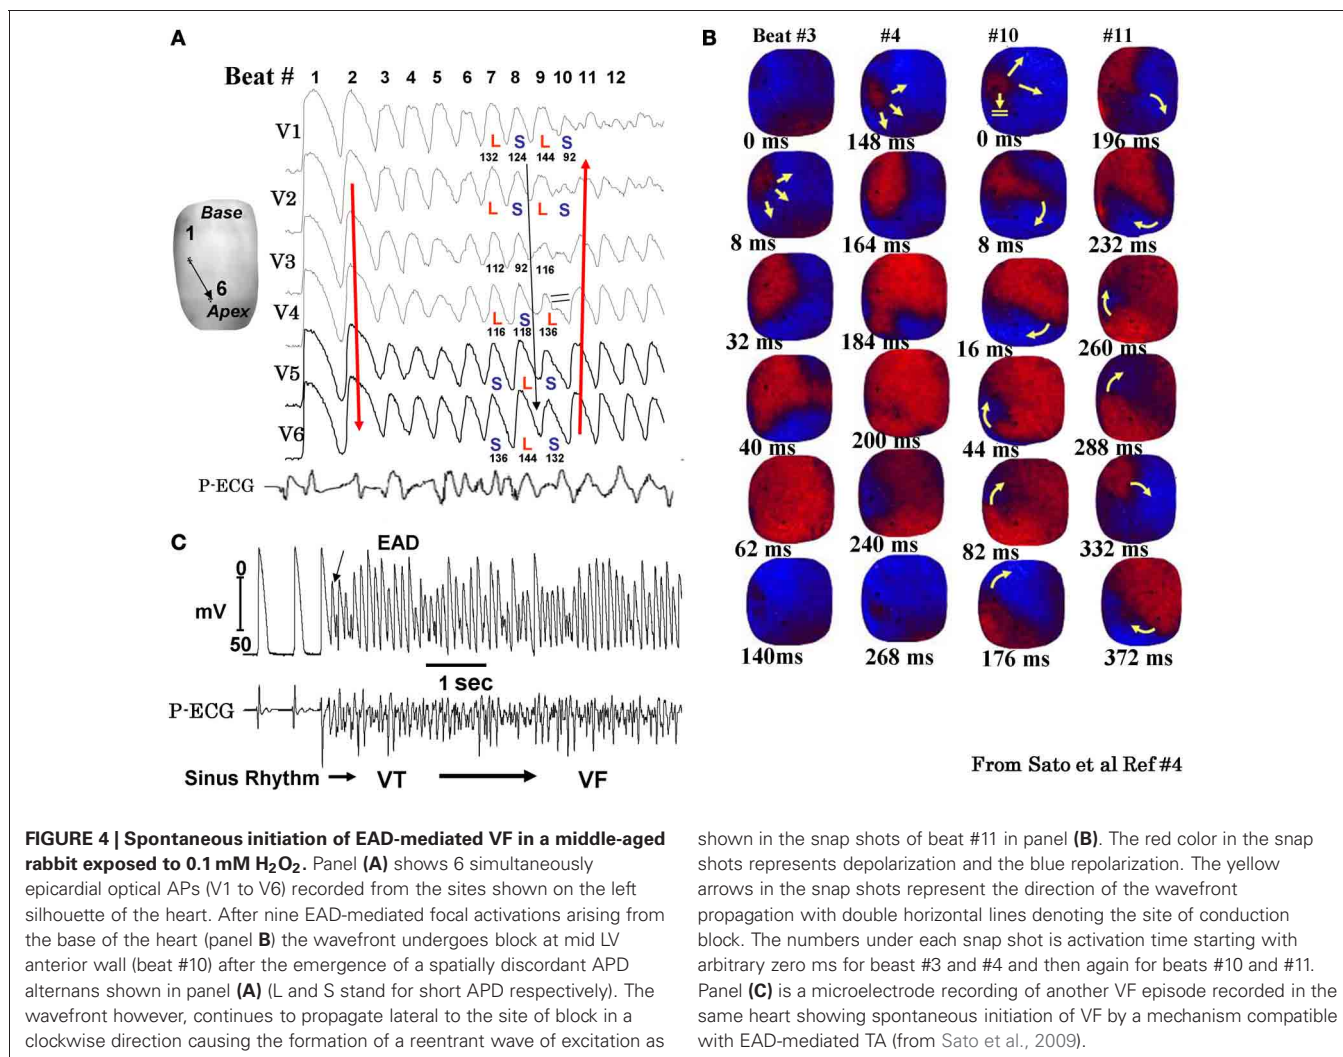 A
Beat # 1 2 3 4 5 6 7 8 9 10 11 12
V1
L S L S
132 124 144 92
V2
L S L S
Base
1
V3
112 92 116
6
Apex
V4
L S L
116 118 136
V5
S L S
V6
S L S
136 144 132
P-ECG
C
EAD
0
mV
50
1 sec
P-ECG
Sinus Rhythm VT VF
B
Beat #3 #4 #10 #11
0 ms 148 ms 0 ms 196 ms
8 ms 164 ms 8 ms 232 ms
32 ms 184 ms 16 ms 260 ms
40 ms 200 ms 44 ms 288 ms
62 ms 240 ms 82 ms 332 ms
140ms 268 ms 176 ms 372 ms
From Sato et al Ref #4
FIGURE 4 | Spontaneous initiation of EAD-mediated VF in a middle-aged
rabbit exposed to 0.1 mM H₂O₂. Panel (A) shows 6 simultaneously
epicardial optical APs (V1 to V6) recorded from the sites shown on the left
silhouette of the heart. After nine EAD-mediated focal activations arising from
the base of the heart (panel B) the wavefront undergoes block at mid LV
anterior wall (beat #10) after the emergence of a spatially discordant APD
alternans shown in panel (A) (L and S stand for short APD respectively). The
wavefront however, continues to propagate lateral to the site of block in a
clockwise direction causing the formation of a reentrant wave of excitation as
shown in the snap shots of beat #11 in panel (B). The red color in the snap
shots represents depolarization and the blue repolarization. The yellow
arrows in the snap shots represent the direction of the wavefront
propagation with double horizontal lines denoting the site of conduction
block. The numbers under each snap shot is activation time starting with
arbitrary zero ms for beast #3 and #4 and then again for beats #10 and #11.
Panel (C) is a microelectrode recording of another VF episode recorded in the
same heart showing spontaneous initiation of VF by a mechanism compatible
with EAD-mediated TA (from Sato et al., 2009).